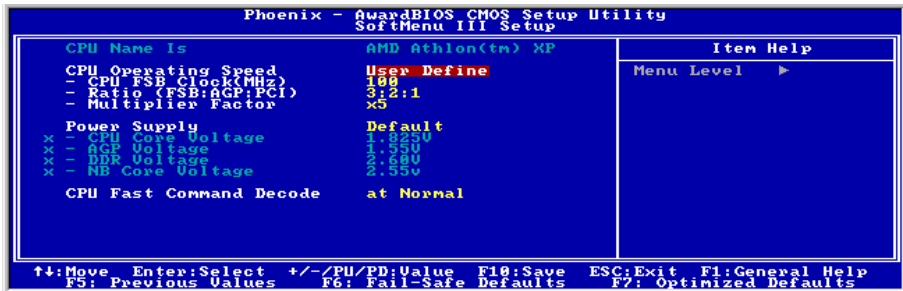 Phoenix - AwardBIOS CMOS Setup Utility
SoftMenu III Setup
CPU Name Is AMD Athlon(tm) XP
Item Help
CPU Operating Speed User Define
Menu Level ►
- CPU FSB Clock(MHz) 100
- Ratio (FSB:AGP:PCI) 3:2:1
- Multiplier Factor x5
Power Supply Default
x - CPU Core Voltage 1.825V
x - AGP Voltage 1.55V
x - DDR Voltage 2.60V
x - NB Core Voltage 2.55v
CPU Fast Command Decode at Normal
↑↓:Move Enter:Select +/-/PU/PD:Value F10:Save ESC:Exit F1:General Help
F5: Previous Values F6: Fail-Safe Defaults F7: Optimized Defaults